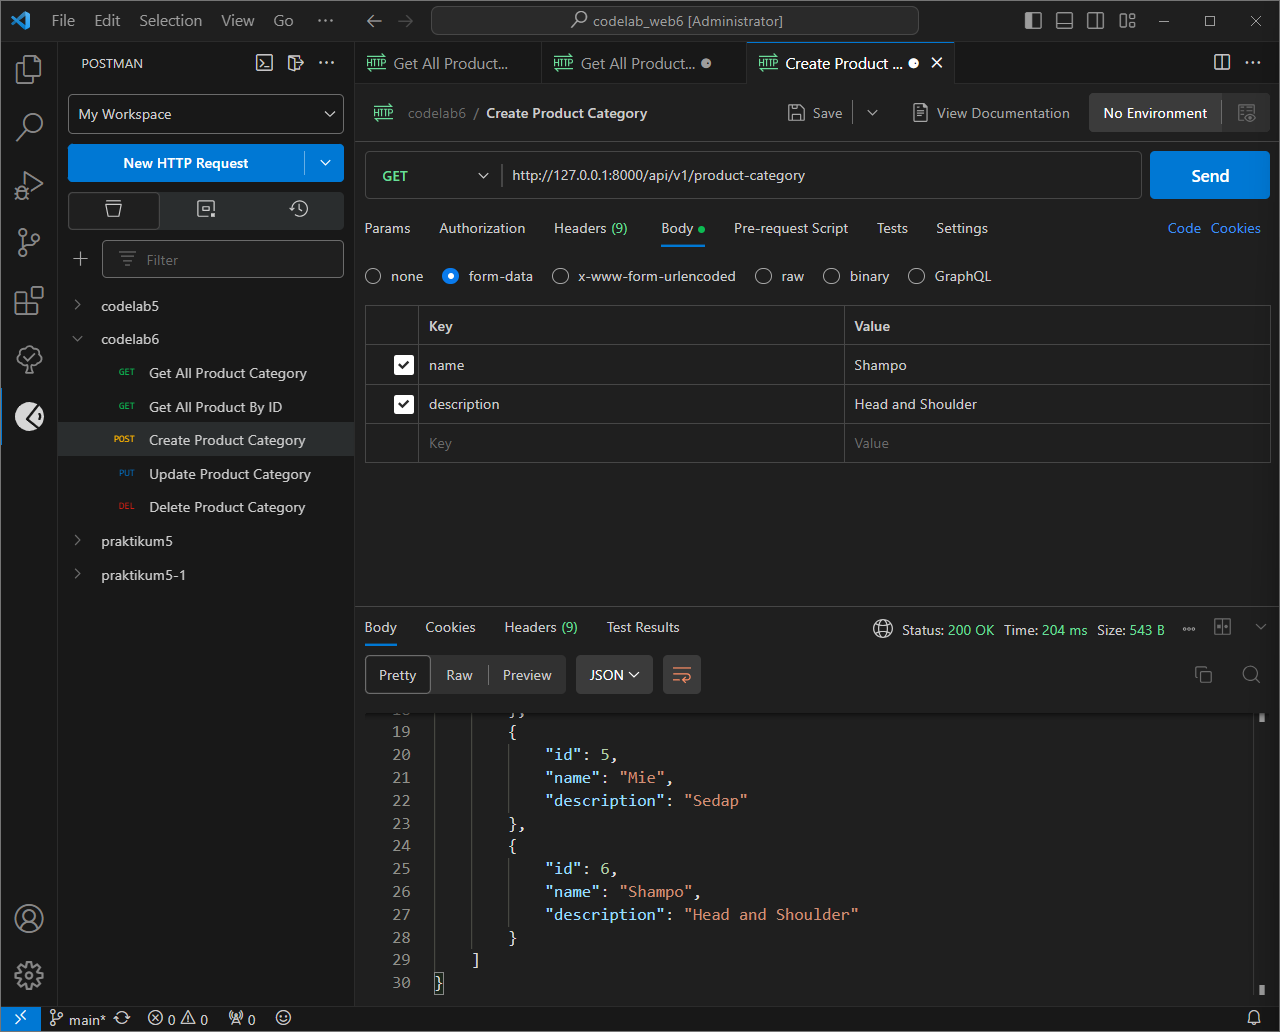 File Edit Selection View Go ··· codelab_web6 [Administrator]
POSTMAN
My Workspace
New HTTP Request
Filter
codelab5
codelab6
GET Get All Product Category
GET Get All Product By ID
POST Create Product Category
PUT Update Product Category
DEL Delete Product Category
praktikum5
praktikum5-1
HTTP Get All Product...
HTTP Get All Product...
HTTP Create Product ...
HTTP codelab6 / Create Product Category Save View Documentation No Environment
GET http://127.0.0.1:8000/api/v1/product-category Send
Params Authorization Headers (9) Body Pre-request Script Tests Settings Code Cookies
none form-data x-www-form-urlencoded raw binary GraphQL
Key Value
name Shampo
description Head and Shoulder
Key Value
Body Cookies Headers (9) Test Results Status: 200 OK Time: 204 ms Size: 543 B
Pretty Raw Preview JSON
18 },
19 {
20 "id": 5,
21 "name": "Mie",
22 "description": "Sedap"
23 },
24 {
25 "id": 6,
26 "name": "Shampo",
27 "description": "Head and Shoulder"
28 }
29 ]
30 }
main* 0 0 0